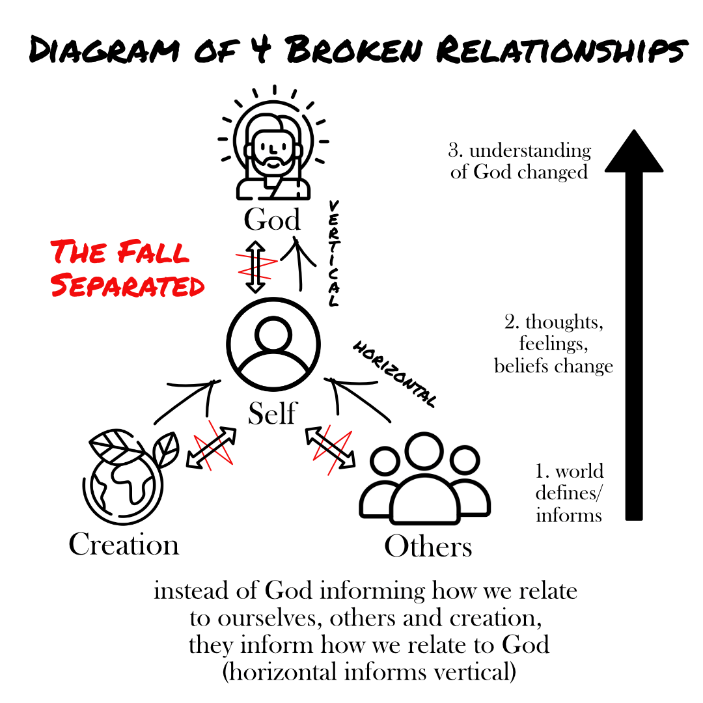 Diagram of 4 Broken Relationships
3. understanding
of God changed
God
VERTICAL
The Fall
Separated
2. thoughts,
feelings,
beliefs change
HORIZONTAL
Self
1. world
defines/
informs
Creation
Others
instead of God informing how we relate
to ourselves, others and creation,
they inform how we relate to God
(horizontal informs vertical)